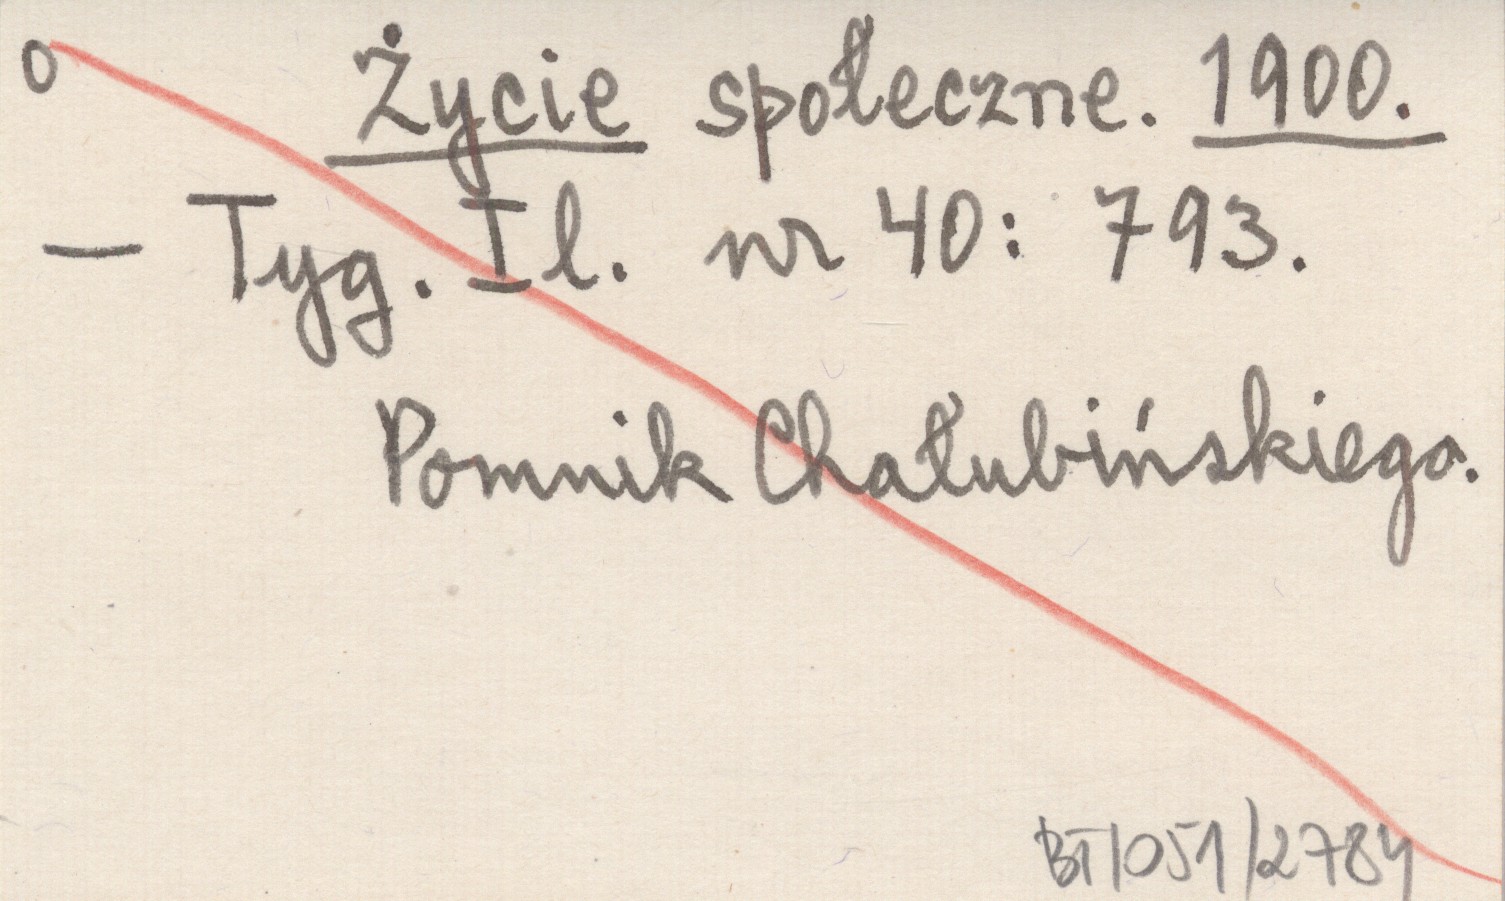 o Życie społeczne. 1900.
– Tyg. Il. nr 40: 793.
Pomnik Chałubińskiego.
BT/051/2784